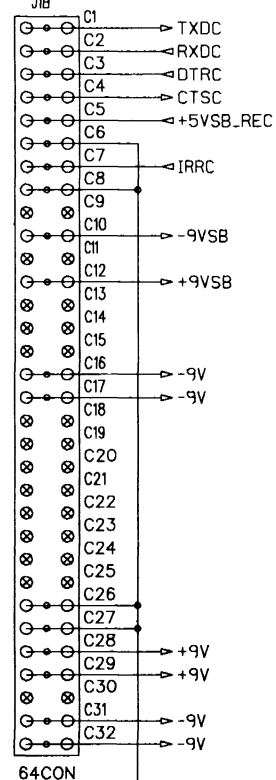 J1B
C1 TXDC
C2 RXDC
C3 DTRC
C4 CTSC
C5 +5VSB_REC
C6
C7 IRRC
C8
C9
C10 -9VSB
C11
C12 +9VSB
C13
C14
C15
C16 -9V
C17 -9V
C18
C19
C20
C21
C22
C23
C24
C25
C26
C27
C28 +9V
C29 +9V
C30
C31 -9V
C32 -9V
64CON